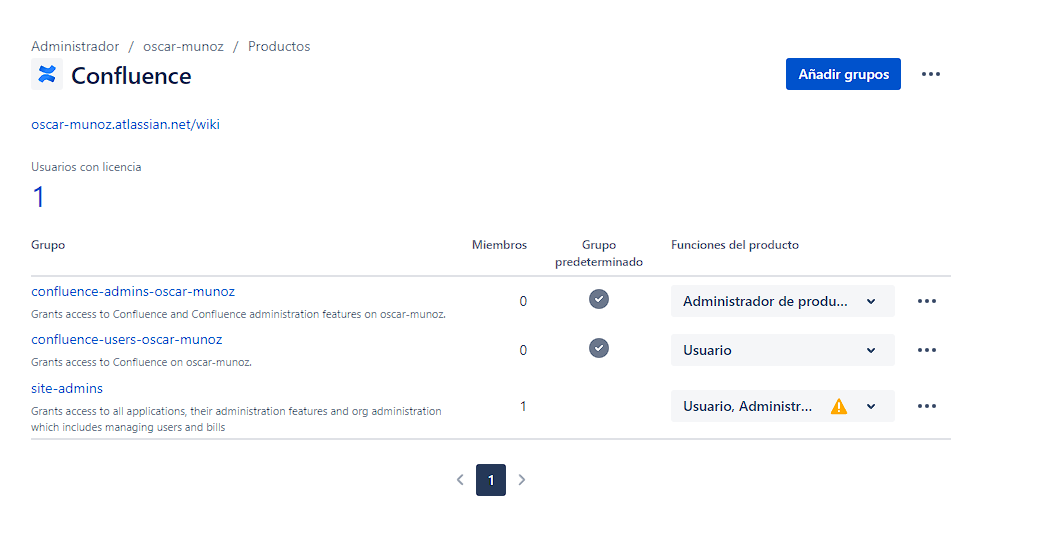 Administrador / oscar-munoz / Productos
Confluence
Añadir grupos
oscar-munoz.atlassian.net/wiki
Usuarios con licencia
1
Grupo Miembros Grupo predeterminado Funciones del producto
confluence-admins-oscar-munoz
Grants access to Confluence and Confluence administration features on oscar-munoz.
0
Administrador de produ...
confluence-users-oscar-munoz
Grants access to Confluence on oscar-munoz.
0
Usuario
site-admins
Grants access to all applications, their administration features and org administration
which includes managing users and bills
1
Usuario, Administr...
1